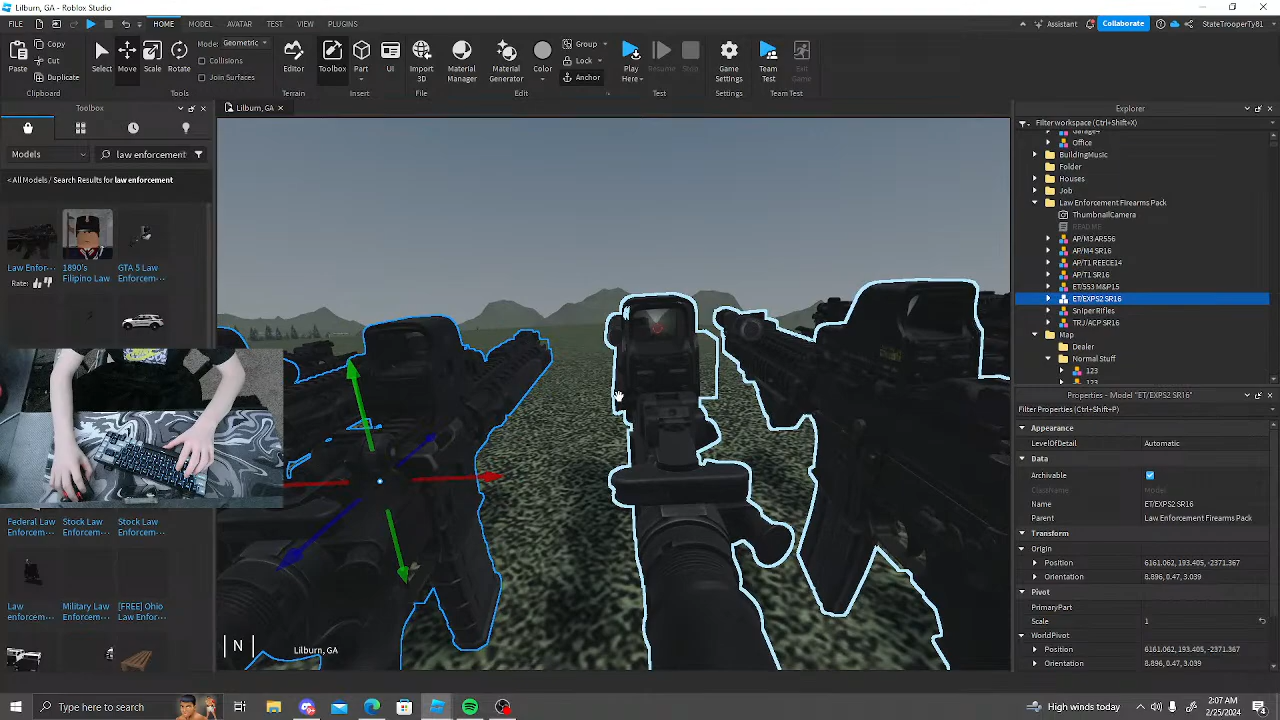 Lilburn, GA - Roblox Studio
FILE HOME MODEL AVATAR TEST VIEW PLUGINS Assistant Collaborate StateTrooperTy81
Copy Mode: Geometric Group
Cut Collisions Lock
Paste Duplicate Select Move Scale Rotate Join Surfaces Editor Toolbox Part UI Import 3D Material Manager Material Generator Color Anchor Play Here Resume Stop Game Settings Team Test Exit Game
Clipboard Tools Terrain Insert File Edit Test Settings Team Test
Toolbox Lilburn, GA Explorer
Filter workspace (Ctrl+Shift+X)
Garage4
Office
Models law enforcement BuildingMusic
Folder
<All Models / Search Results for law enforcement Houses
Job
Law Enforcement Firearms Pack
ThumbnailCamera
README
AP/M3 AR556
AP/M4 SR16
Law Enfor... 1890's Filipino Law GTA 5 Law Enforcem... AP/T1 REECE14
Rate: AP/T1 SR16
ET/553 M&P15
ET/EXPS2 SR16
Sniper Rifles
TRJ/ACP SR16
Map
Dealer
Normal Stuff
123
123
Properties - Model "ET/EXPS2 SR16"
Filter Properties (Ctrl+Shift+P)
Appearance
LevelOfDetail Automatic
Data
Archivable
ClassName Model
Name ET/EXPS2 SR16
Parent Law Enforcement Firearms Pack
Federal Law Enforcem... Stock Law Enforcem... Stock Law Enforcem...
Transform
Origin
Position 6161.062, 193.405, -2371.367
Orientation 8.896, 0.47, 3.039
Pivot
Law enforcem... Military Law Enforcem... [FREE] Ohio Law Enfor...
PrimaryPart
Scale 1
WorldPivot
N Lilburn, GA
Position 6161.062, 193.405, -2371.367
Orientation 8.896, 0.47, 3.039
Type here to search High winds today 2:07 AM
2/25/2024